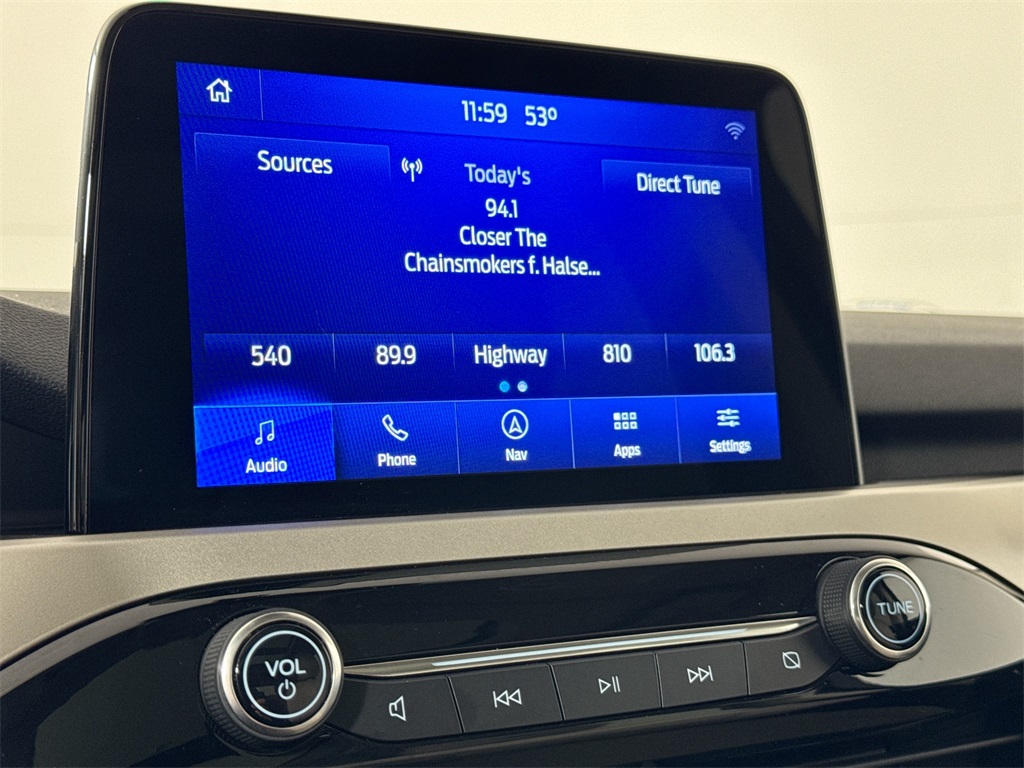 11:59 53°
Sources
Today's
Direct Tune
94.1
Closer The
Chainsmokers f. Halse...
540
89.9
Highway
810
106.3
Audio
Phone
Nav
Apps
Settings
VOL
TUNE